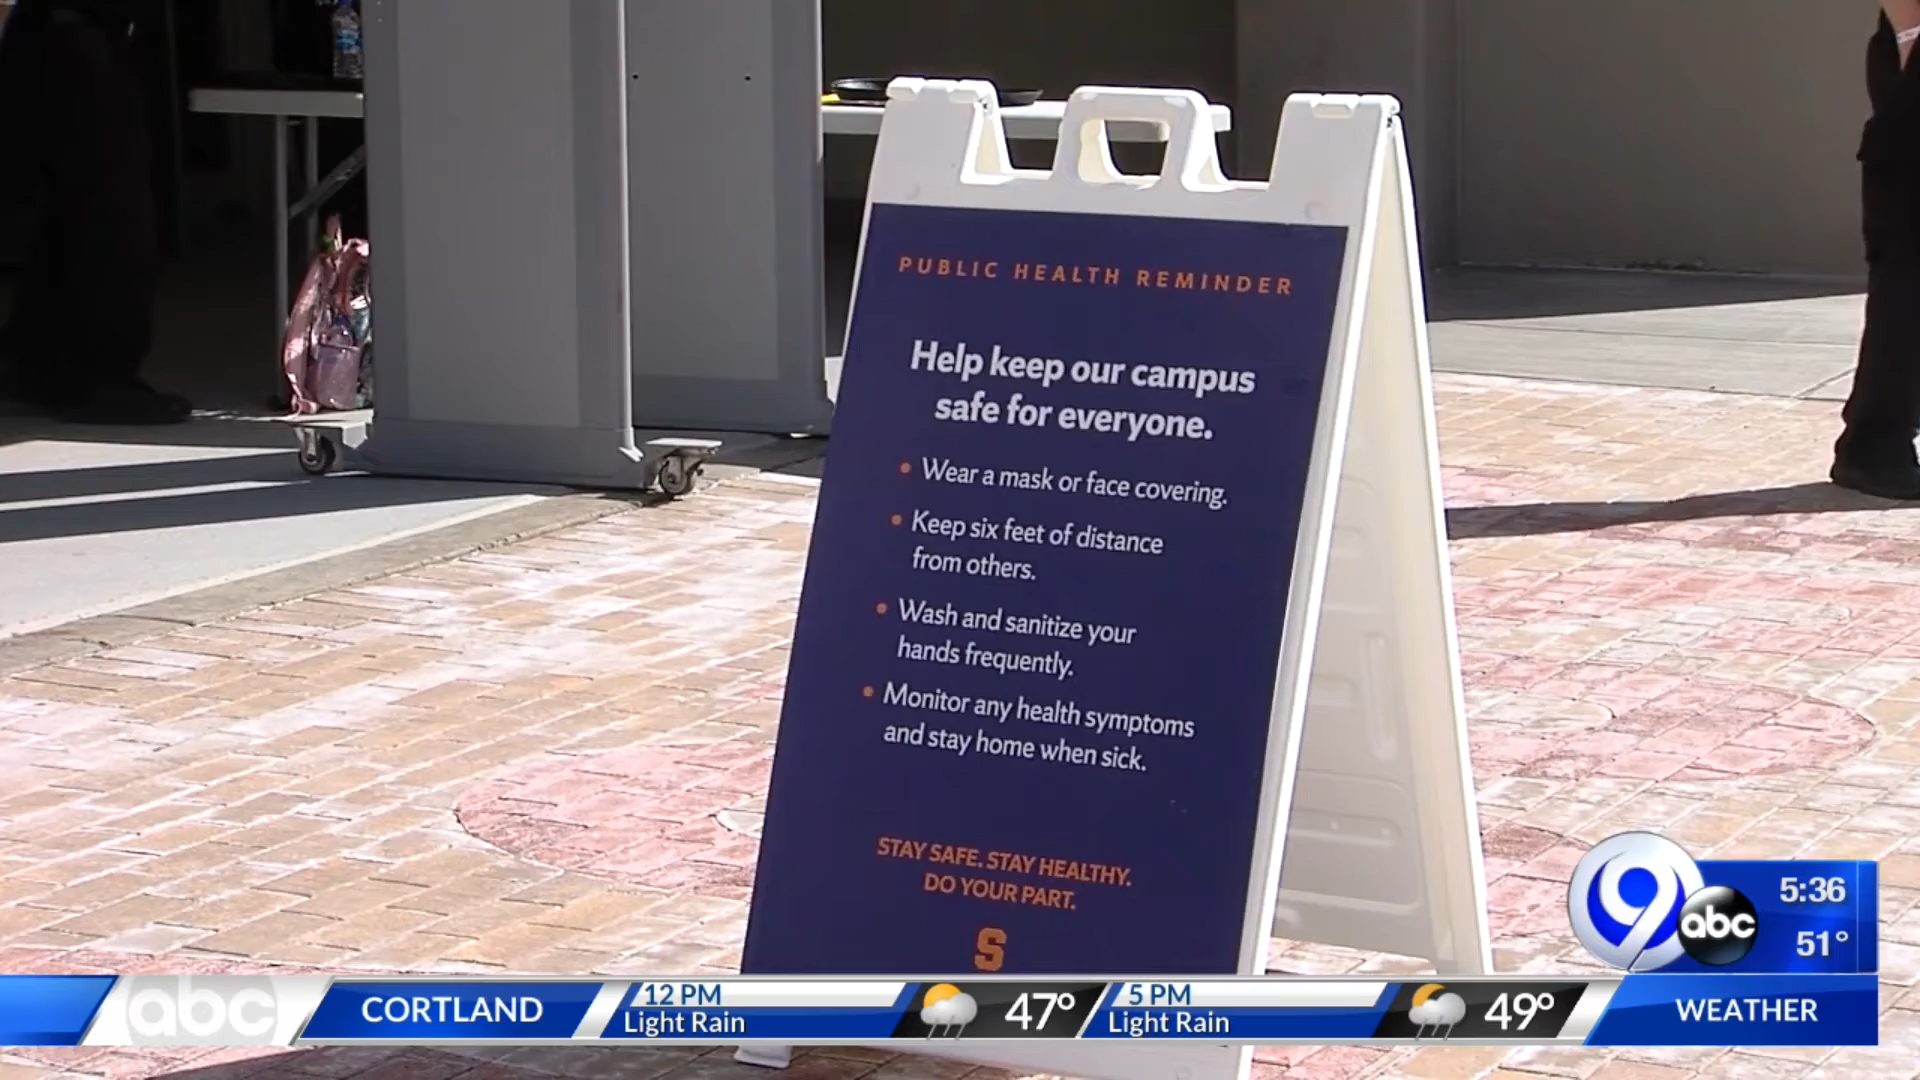 PUBLIC HEALTH REMINDER
Help keep our campus
safe for everyone.
• Wear a mask or face covering.
• Keep six feet of distance
from others.
• Wash and sanitize your
hands frequently.
• Monitor any health symptoms
and stay home when sick.
STAY SAFE. STAY HEALTHY.
DO YOUR PART.
S
9 abc
5:36
51°
abc
CORTLAND
12 PM
Light Rain
47°
5 PM
Light Rain
49°
WEATHER